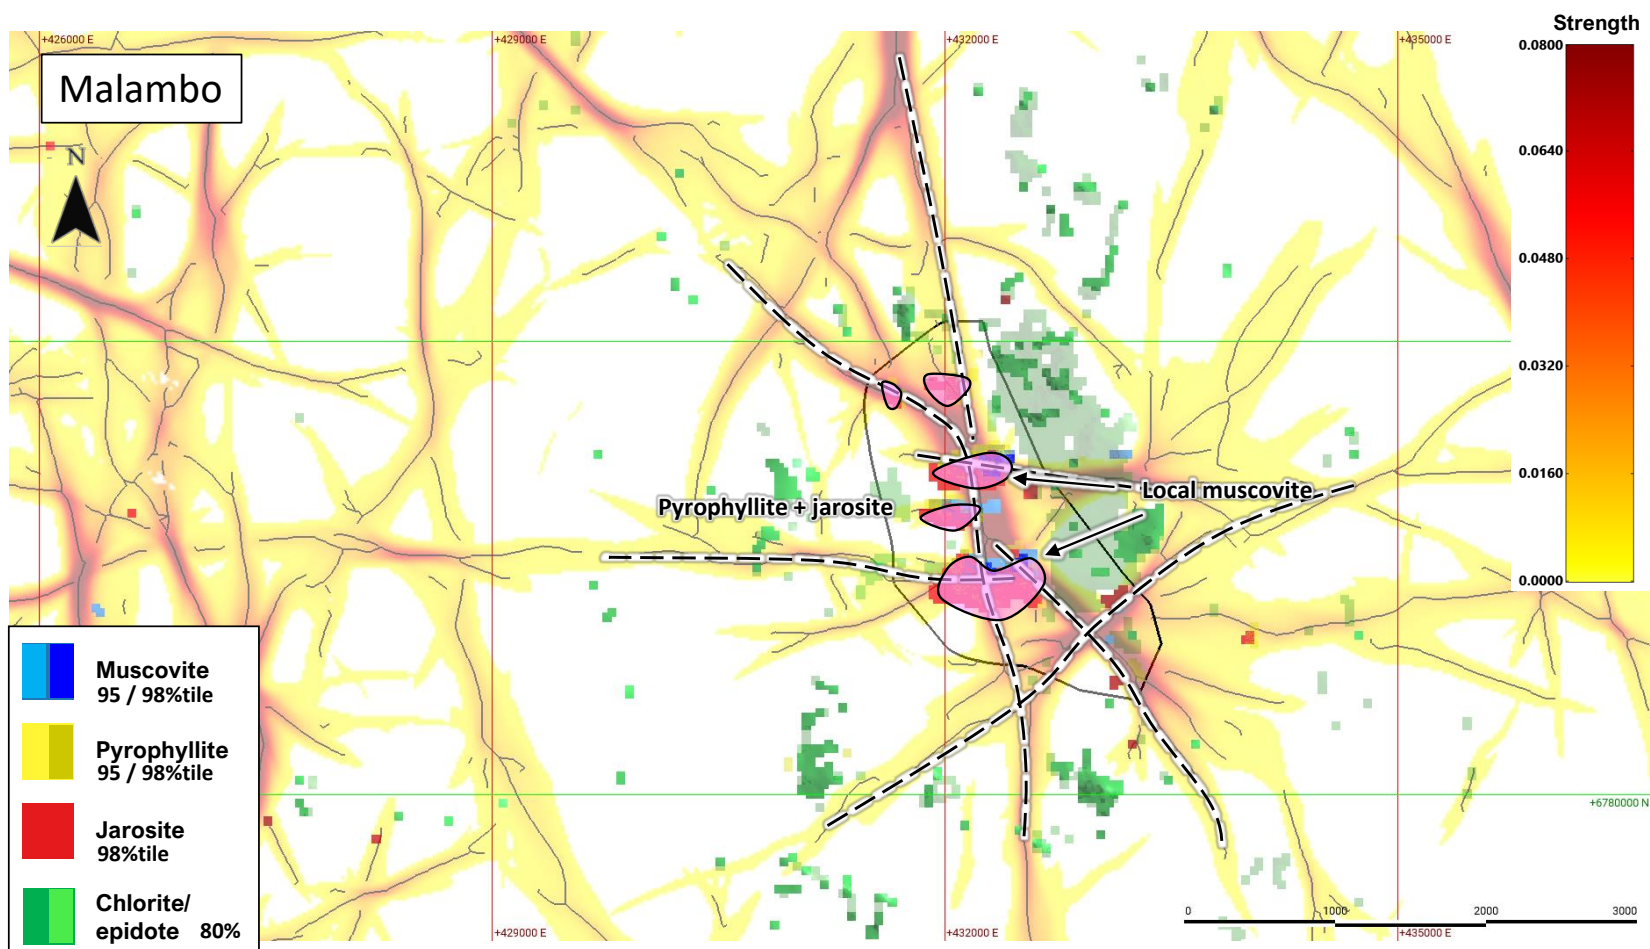 Strength
+426000 E
+429000 E
+432000 E
+435000 E
0.0800
Malambo
0.0640
N
0.0480
0.0320
0.0160
Local muscovite
Pyrophyllite + jarosite
0.0000
Muscovite
95 / 98%tile
Pyrophyllite
95 / 98%tile
+6780000 N
Jarosite
98%tile
Chlorite/
epidote 80%
0
1000
2000
3000
+429000 E
+432000 E
+435000 E